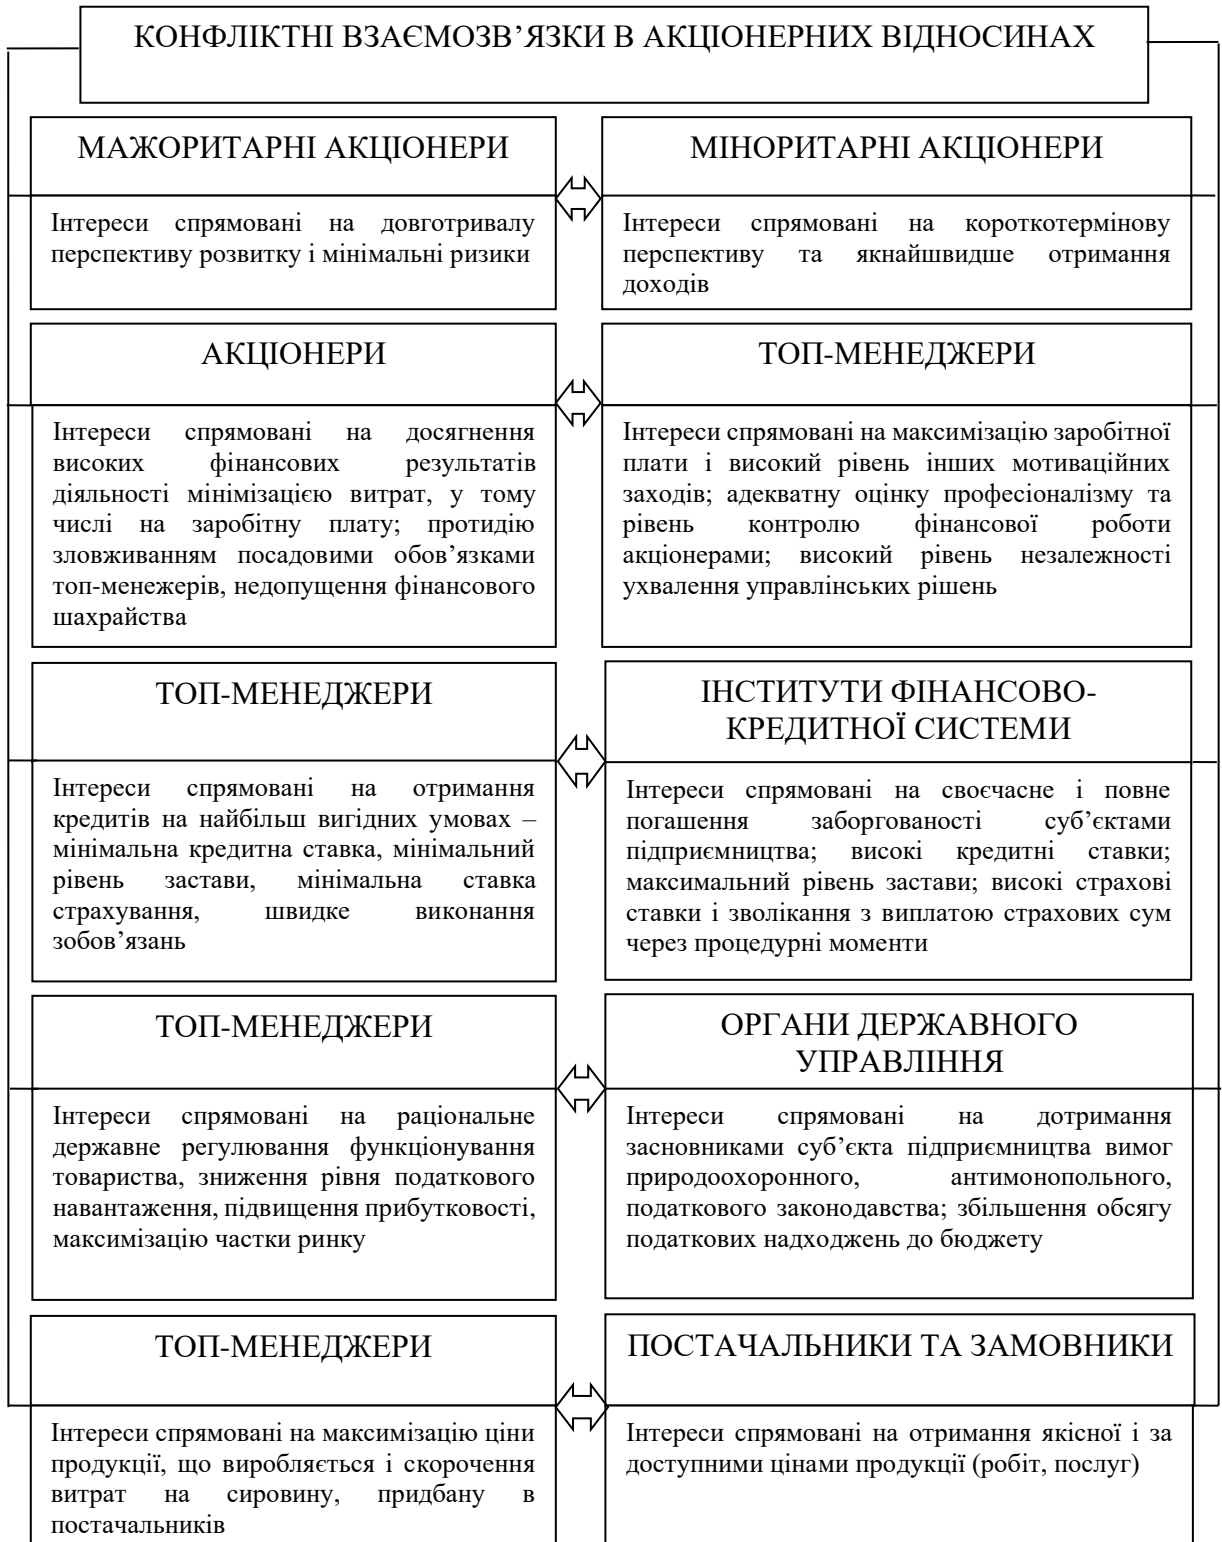 КОНФЛІКТНІ ВЗАЄМОЗВ’ЯЗКИ В АКЦІОНЕРНИХ ВІДНОСИНАХ
МАЖОРИТАРНІ АКЦІОНЕРИ
Інтереси спрямовані на довготривалу
перспективу розвитку і мінімальні ризики
МІНОРИТАРНІ АКЦІОНЕРИ
Інтереси спрямовані на короткотермінову
перспективу та якнайшвидше отримання
доходів
АКЦІОНЕРИ
Інтереси спрямовані на досягнення
високих фінансових результатів
діяльності мінімізацією витрат, у тому
числі на заробітну плату; протидію
зловживанням посадовими обов’язками
топ-менежерів, недопущення фінансового
шахрайства
ТОП-МЕНЕДЖЕРИ
Інтереси спрямовані на максимізацію заробітної
плати і високий рівень інших мотиваційних
заходів; адекватну оцінку професіоналізму та
рівень контролю фінансової роботи
акціонерами; високий рівень незалежності
ухвалення управлінських рішень
ТОП-МЕНЕДЖЕРИ
Інтереси спрямовані на отримання
кредитів на найбільш вигідних умовах –
мінімальна кредитна ставка, мінімальний
рівень застави, мінімальна ставка
страхування, швидке виконання
зобов’язань
ІНСТИТУТИ ФІНАНСОВО-
КРЕДИТНОЇ СИСТЕМИ
Інтереси спрямовані на своєчасне і повне
погашення заборгованості суб’єктами
підприємництва; високі кредитні ставки;
максимальний рівень застави; високі страхові
ставки і зволікання з виплатою страхових сум
через процедурні моменти
ТОП-МЕНЕДЖЕРИ
Інтереси спрямовані на раціональне
державне регулювання функціонування
товариства, зниження рівня податкового
навантаження, підвищення прибутковості,
максимізацію частки ринку
ОРГАНИ ДЕРЖАВНОГО
УПРАВЛІННЯ
Інтереси спрямовані на дотримання
засновниками суб’єкта підприємництва вимог
природоохоронного, антимонопольного,
податкового законодавства; збільшення обсягу
податкових надходжень до бюджету
ТОП-МЕНЕДЖЕРИ
Інтереси спрямовані на максимізацію ціни
продукції, що виробляється і скорочення
витрат на сировину, придбану в
постачальників
ПОСТАЧАЛЬНИКИ ТА ЗАМОВНИКИ
Інтереси спрямовані на отримання якісної і за
доступними цінами продукції (робіт, послуг)